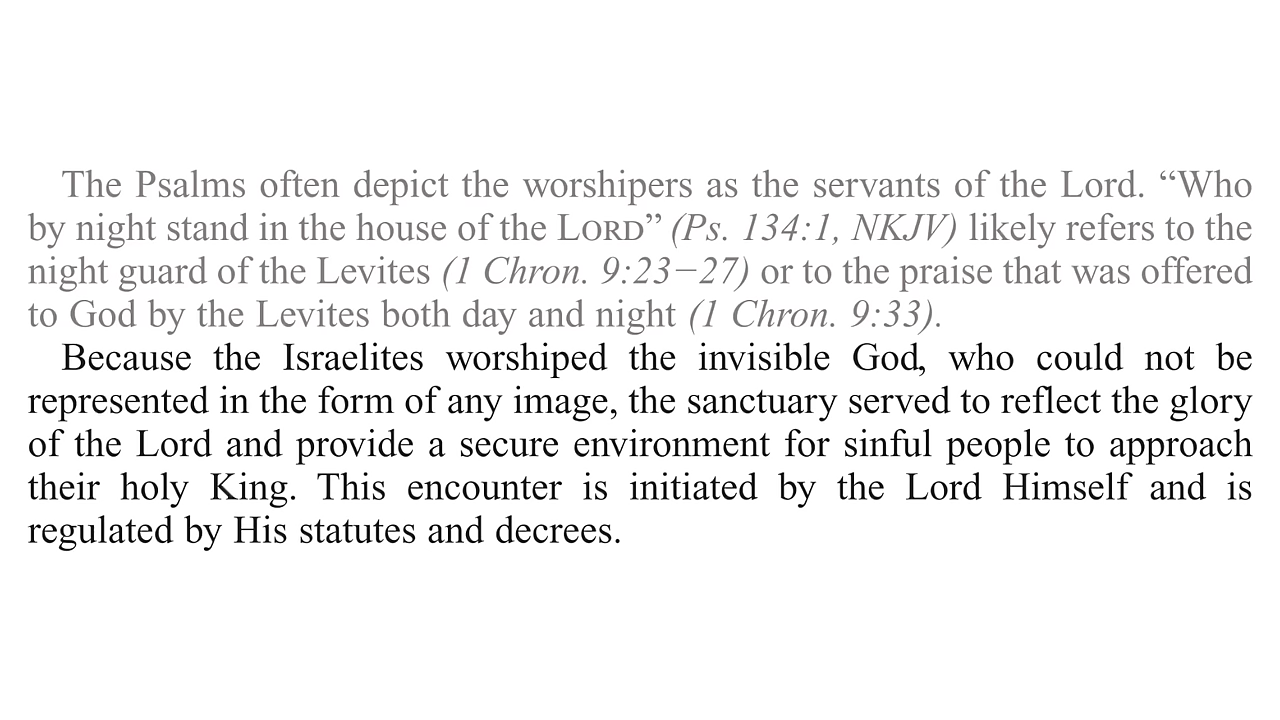 The Psalms often depict the worshipers as the servants of the Lord. “Who
by night stand in the house of the LORD” (Ps. 134:1, NKJV) likely refers to the
night guard of the Levites (1 Chron. 9:23−27) or to the praise that was offered
to God by the Levites both day and night (1 Chron. 9:33).
Because the Israelites worshiped the invisible God, who could not be
represented in the form of any image, the sanctuary served to reflect the glory
of the Lord and provide a secure environment for sinful people to approach
their holy King. This encounter is initiated by the Lord Himself and is
regulated by His statutes and decrees.